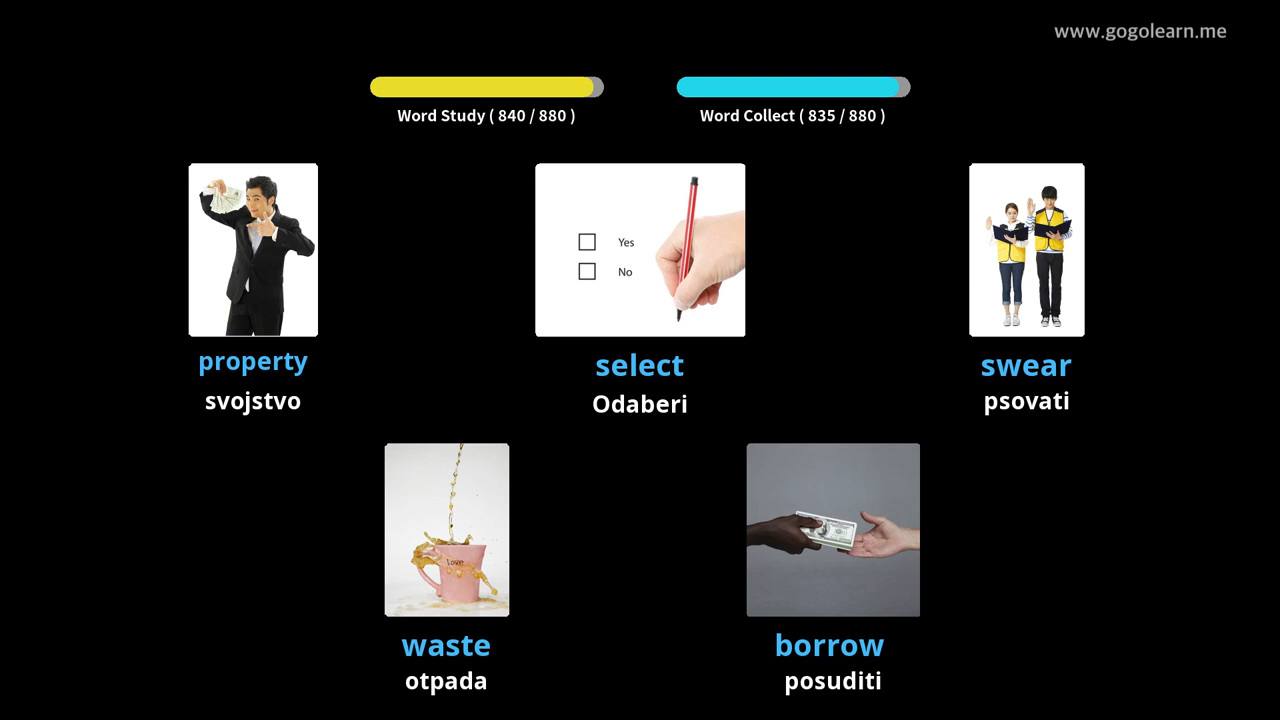 www.gogolearn.me
Word Study ( 840 / 880 )
Word Collect ( 835 / 880 )
Yes
No
property
select
swear
svojstvo
Odaberi
psovati
love
waste
borrow
otpada
posuditi